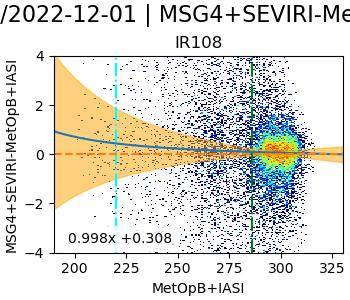 /2022-12-01 | MSG4+SEVIRI-Me
IR108
MSG4+SEVIRI-MetOpB+IASI
4
2
0
−2
−4
0.998x +0.308
200 225 250 275 300 325
MetOpB+IASI